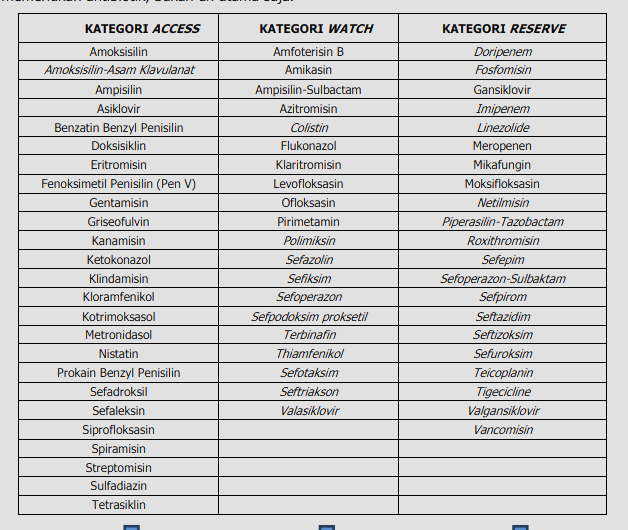 KATEGORI ACCESS KATEGORI WATCH KATEGORI RESERVE
Amoksisilin Amfoterisin B Doripenem
Amoksisilin-Asam Klavulanat Amikasin Fosfomisin
Ampisilin Ampisilin-Sulbactam Gansiklovir
Asiklovir Azitromisin Imipenem
Benzatin Benzyl Penisilin Colistin Linezolide
Doksisiklin Flukonazol Meropenen
Eritromisin Klaritromisin Mikafungin
Fenoksimetil Penisilin (Pen V) Levofloksasin Moksifloksasin
Gentamisin Ofloksasin Netilmisin
Griseofulvin Pirimetamin Piperasilin-Tazobactam
Kanamisin Polimiksin Roxithromisin
Ketokonazol Sefazolin Sefepim
Klindamisin Sefiksim Sefoperazon-Sulbaktam
Kloramfenikol Sefoperazon Sefpirom
Kotrimoksasol Sefpodoksim proksetil Seftazidim
Metronidasol Terbinafin Seftizoksim
Nistatin Thiamfenikol Sefuroksim
Prokain Benzyl Penisilin Sefotaksim Teicoplanin
Sefadroksil Seftriakson Tigecicline
Sefaleksin Valasiklovir Valgansiklovir
Siprofloksasin Vancomisin
Spiramisin
Streptomisin
Sulfadiazin
Tetrasiklin